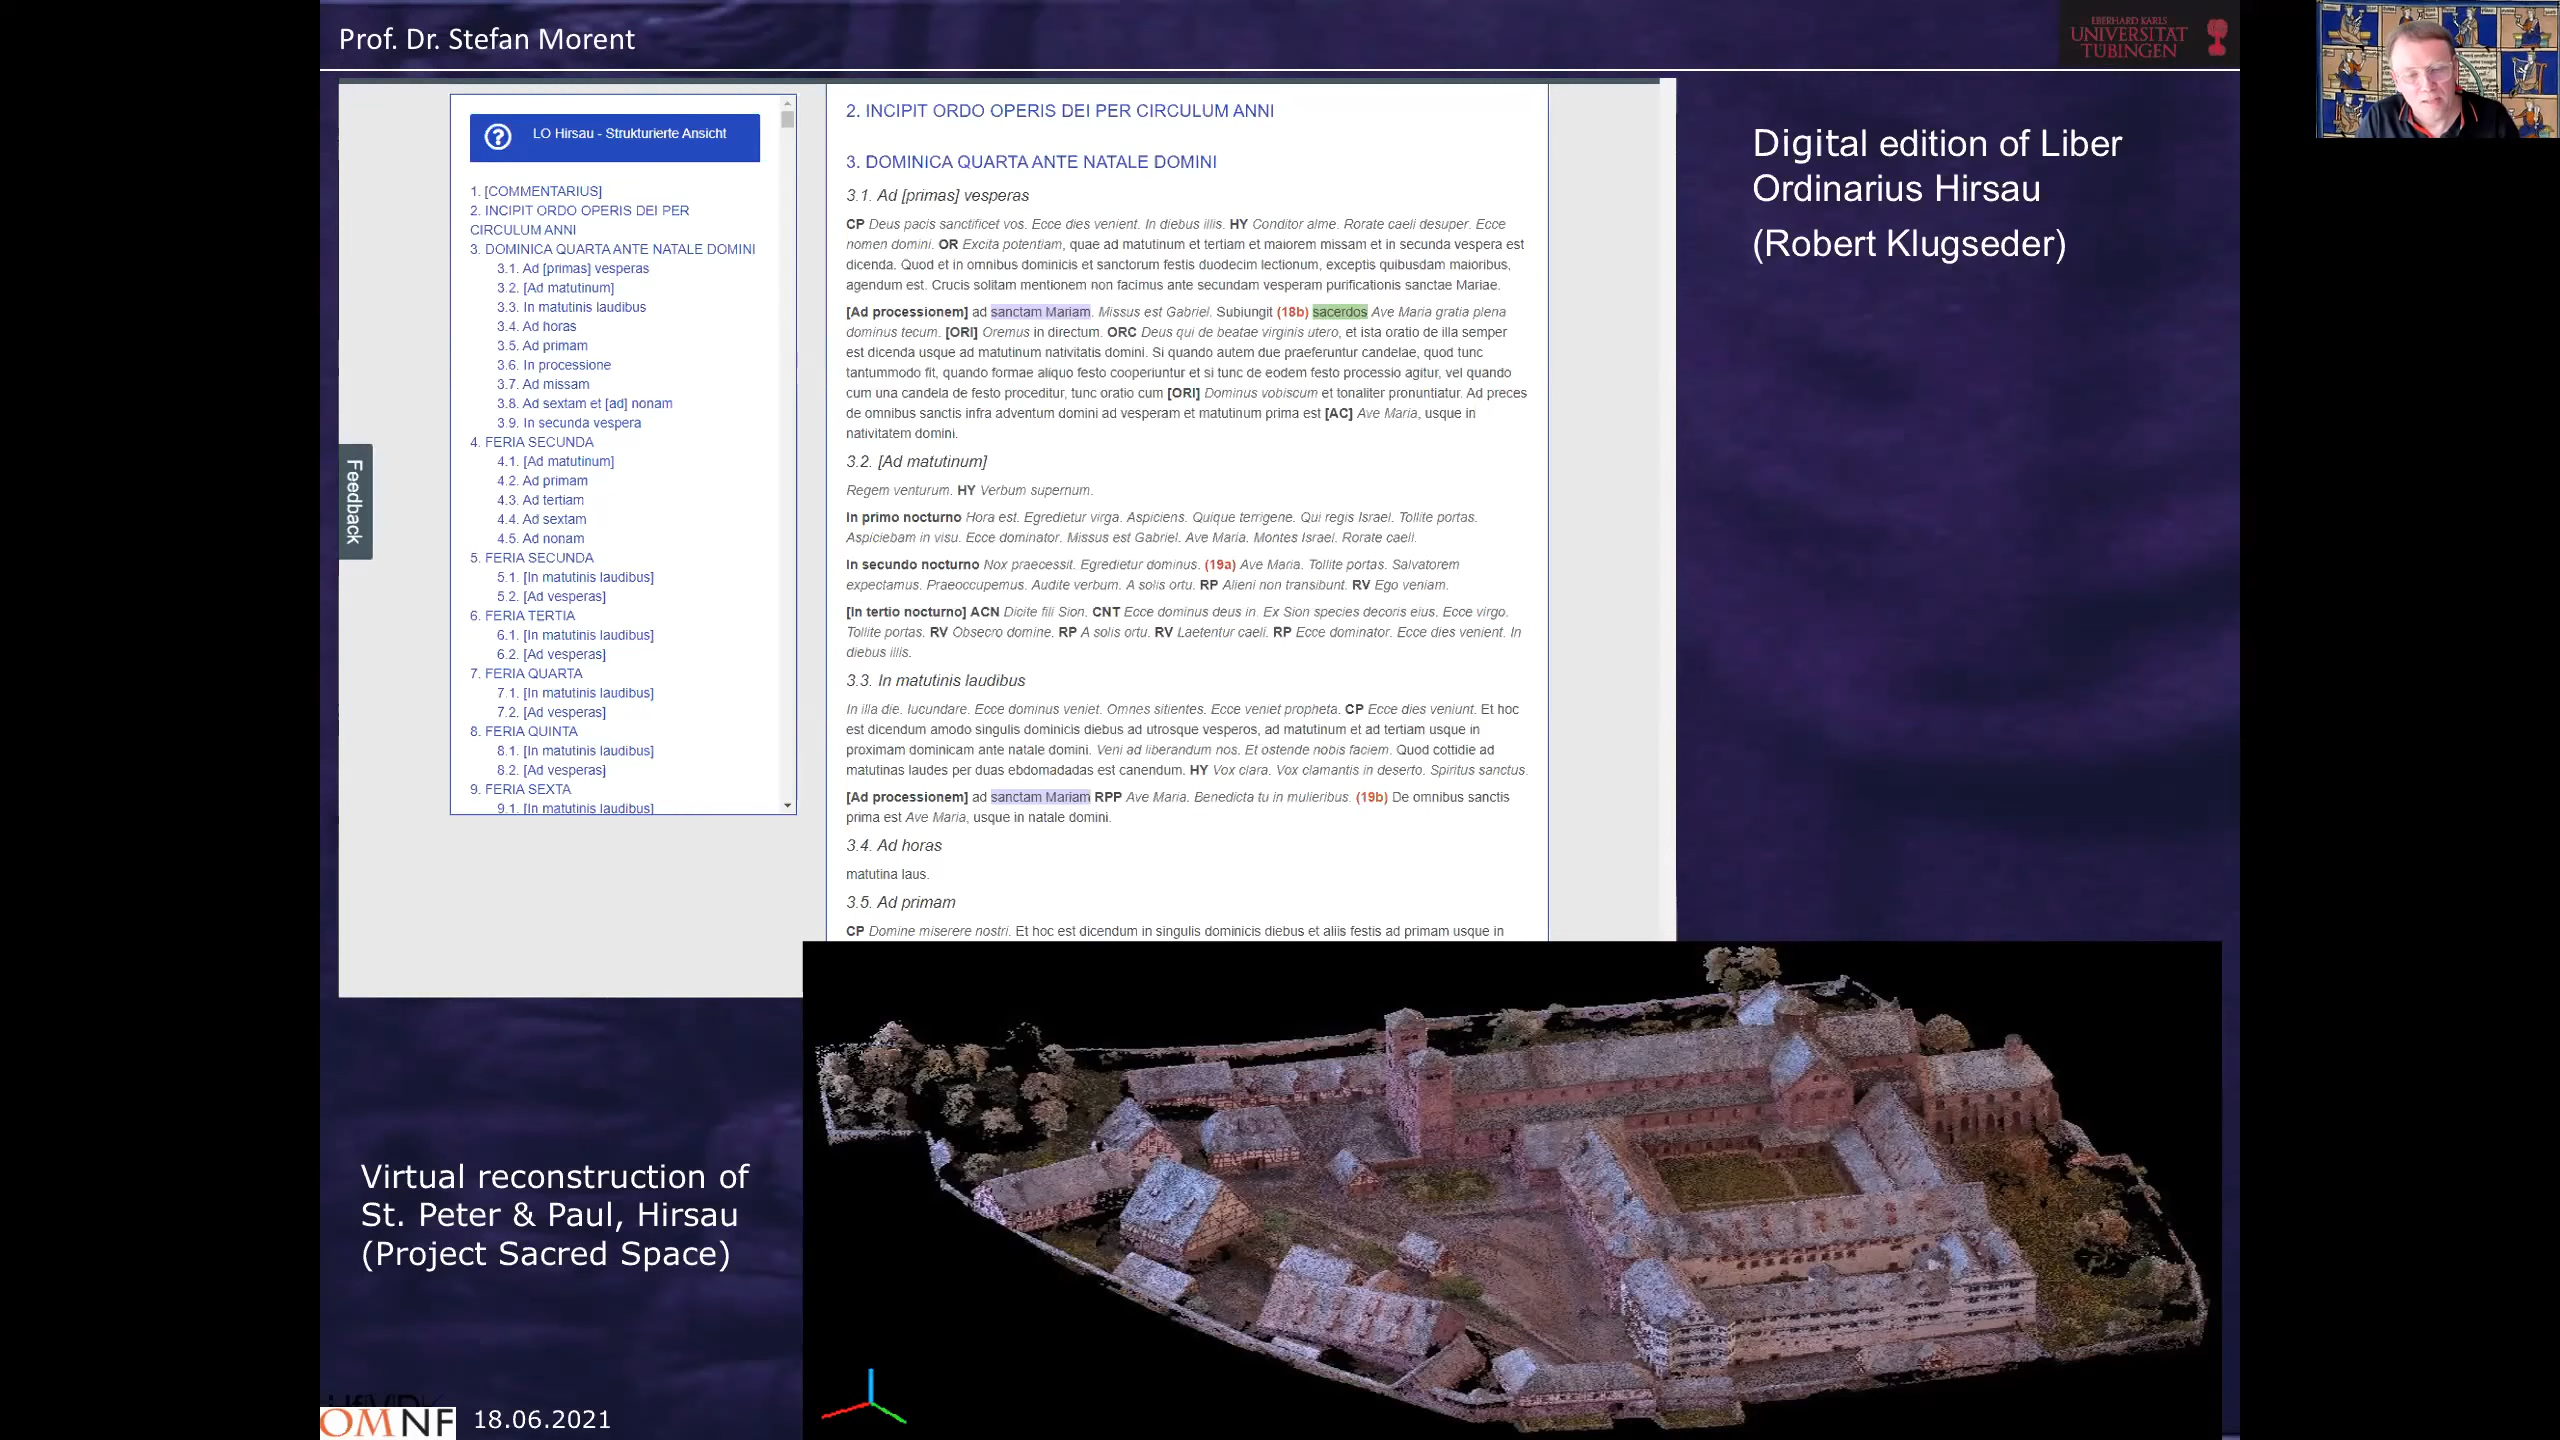 Prof. Dr. Stefan Morent
EBERHARD KARLS
UNIVERSITÄT
TÜBINGEN
Digital edition of Liber
Ordinarius Hirsau
(Robert Klugseder)
Feedback
LO Hirsau - Strukturierte Ansicht
1. [COMMENTARIUS]
2. INCIPIT ORDO OPERIS DEI PER
CIRCULUM ANNI
3. DOMINICA QUARTA ANTE NATALE DOMINI
3.1. Ad [primas] vesperas
3.2. [Ad matutinum]
3.3. In matutinis laudibus
3.4. Ad horas
3.5. Ad primam
3.6. In processione
3.7. Ad missam
3.8. Ad sextam et [ad] nonam
3.9. In secunda vespera
4. FERIA SECUNDA
4.1. [Ad matutinum]
4.2. Ad primam
4.3. Ad tertiam
4.4. Ad sextam
4.5. Ad nonam
5. FERIA SECUNDA
5.1. [In matutinis laudibus]
5.2. [Ad vesperas]
6. FERIA TERTIA
6.1. [In matutinis laudibus]
6.2. [Ad vesperas]
7. FERIA QUARTA
7.1. [In matutinis laudibus]
7.2. [Ad vesperas]
8. FERIA QUINTA
8.1. [In matutinis laudibus]
8.2. [Ad vesperas]
9. FERIA SEXTA
9.1. [In matutinis laudibus]
2. INCIPIT ORDO OPERIS DEI PER CIRCULUM ANNI
3. DOMINICA QUARTA ANTE NATALE DOMINI
3.1. Ad [primas] vesperas
CP Deus pacis sanctificet vos. Ecce dies venient. In diebus illis. HY Conditor alme. Rorate caeli desuper. Ecce
nomen domini. OR Excita potentiam, quae ad matutinum et tertiam et maiorem missam et in secunda vespera est
dicenda. Quod et in omnibus dominicis et sanctorum festis duodecim lectionum, exceptis quibusdam maioribus,
agendum est. Crucis solitam mentionem non facimus ante secundam vesperam purificationis sanctae Mariae.
[Ad processionem] ad sanctam Mariam. Missus est Gabriel. Subiungit (18b) sacerdos Ave Maria gratia plena
dominus tecum. [ORI] Oremus in directum. ORC Deus qui de beatae virginis utero, et ista oratio de illa semper
est dicenda usque ad matutinum nativitatis domini. Si quando autem due praeferuntur candelae, quod tunc
tantummodo fit, quando formae aliquo festo cooperiuntur et si tunc de eodem festo processio agitur, vel quando
cum una candela de festo proceditur, tunc oratio cum [ORI] Dominus vobiscum et tonaliter pronuntiatur. Ad preces
de omnibus sanctis infra adventum domini ad vesperam et matutinum prima est [AC] Ave Maria, usque in
nativitatem domini.
3.2. [Ad matutinum]
Regem venturum. HY Verbum supernum.
In primo nocturno Hora est. Egredietur virga. Aspiciens. Quique terrigene. Qui regis Israel. Tollite portas.
Aspiciebam in visu. Ecce dominator. Missus est Gabriel. Ave Maria. Montes Israel. Rorate caeli.
In secundo nocturno Nox praecessit. Egredietur dominus. (19a) Ave Maria. Tollite portas. Salvatorem
expectamus. Praeoccupemus. Audite verbum. A solis ortu. RP Alieni non transibunt. RV Ego veniam.
[In tertio nocturno] ACN Dicite fili Sion. CNT Ecce dominus deus in. Ex Sion species decoris eius. Ecce virgo.
Tollite portas. RV Obsecro domine. RP A solis ortu. RV Laetentur caeli. RP Ecce dominator. Ecce dies venient. In
diebus illis.
3.3. In matutinis laudibus
In illa die. Iucundare. Ecce dominus veniet. Omnes sitientes. Ecce veniet propheta. CP Ecce dies veniunt. Et hoc
est dicendum amodo singulis dominicis diebus ad utrosque vesperos, ad matutinum et ad tertiam usque in
proximam dominicam ante natale domini. Veni ad liberandum nos. Et ostende nobis faciem. Quod cottidie ad
matutinas laudes per duas ebdomadadas est canendum. HY Vox clara. Vox clamantis in deserto. Spiritus sanctus.
[Ad processionem] ad sanctam Mariam RPP Ave Maria. Benedicta tu in mulieribus. (19b) De omnibus sanctis
prima est Ave Maria, usque in natale domini.
3.4. Ad horas
matutina laus.
3.5. Ad primam
CP Domine miserere nostri. Et hoc est dicendum in singulis dominicis diebus et aliis festis ad primam usque in
Virtual reconstruction of
St. Peter & Paul, Hirsau
(Project Sacred Space)
OMNF
18.06.2021